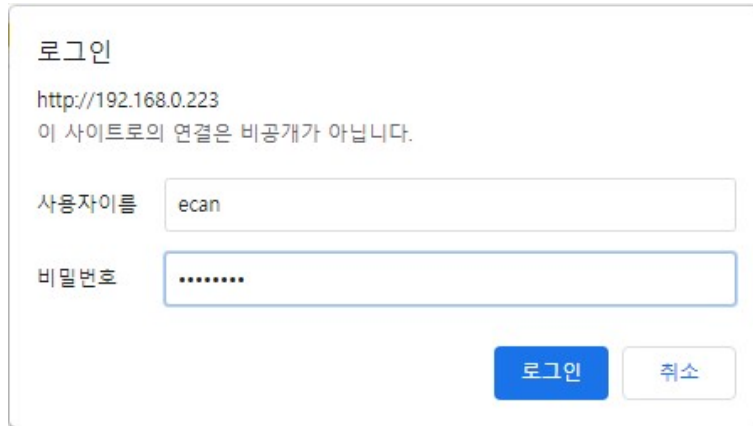 로그인
http://192.168.0.223
이 사이트로의 연결은 비공개가 아닙니다.
사용자이름 ecan
비밀번호 ••••••••
로그인 취소